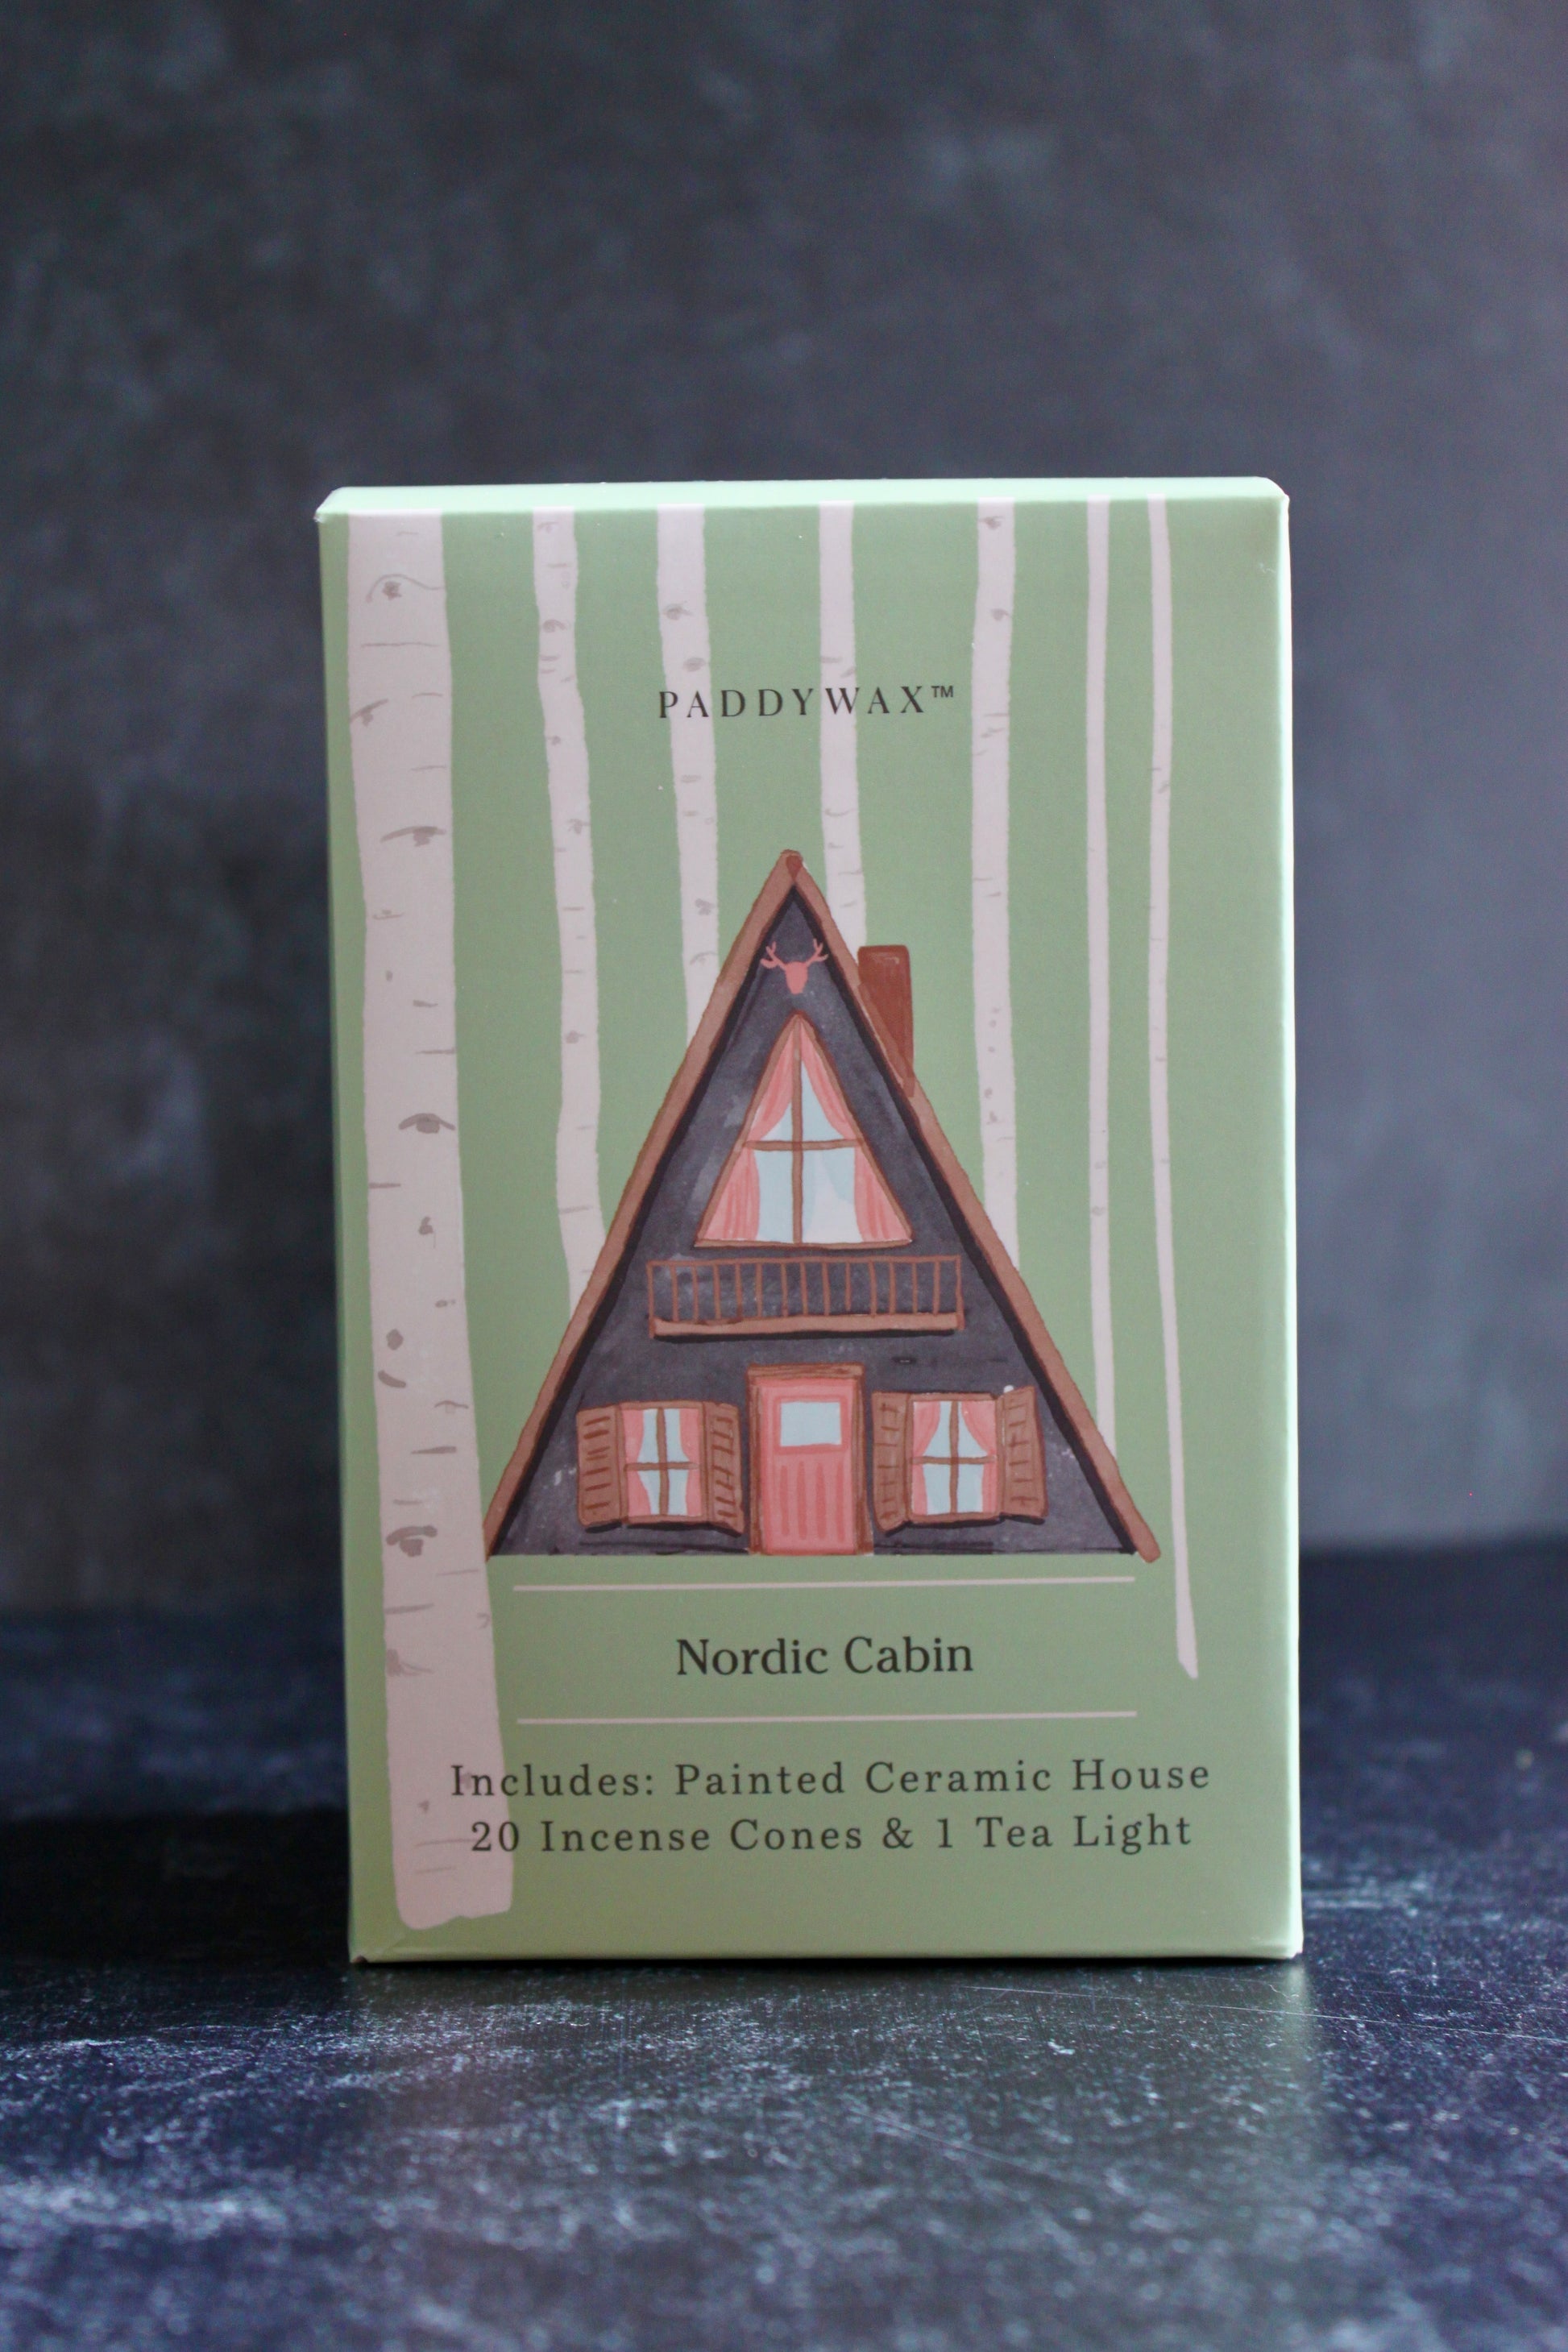 PADDYWAX™
Nordic Cabin
Includes: Painted Ceramic House
20 Incense Cones & 1 Tea Light